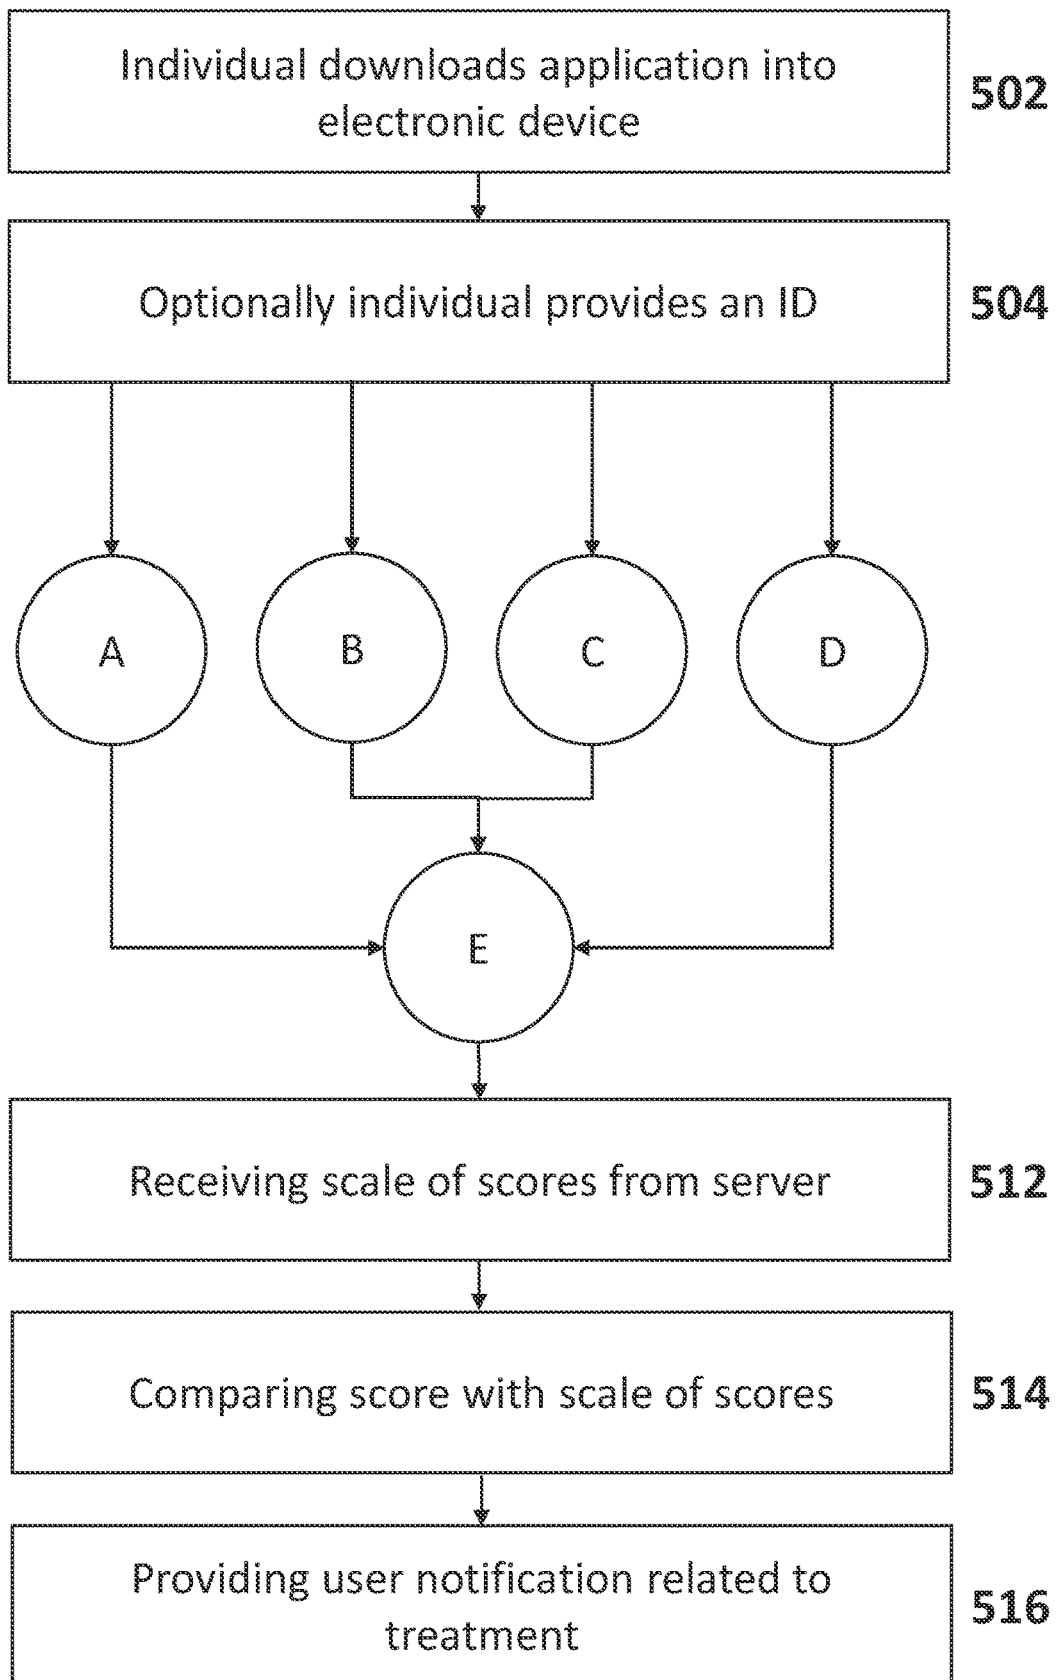 Individual downloads application into
electronic device
502
Optionally individual provides an ID
504
A
B
C
D
E
Receiving scale of scores from server
512
Comparing score with scale of scores
514
Providing user notification related to
treatment
516